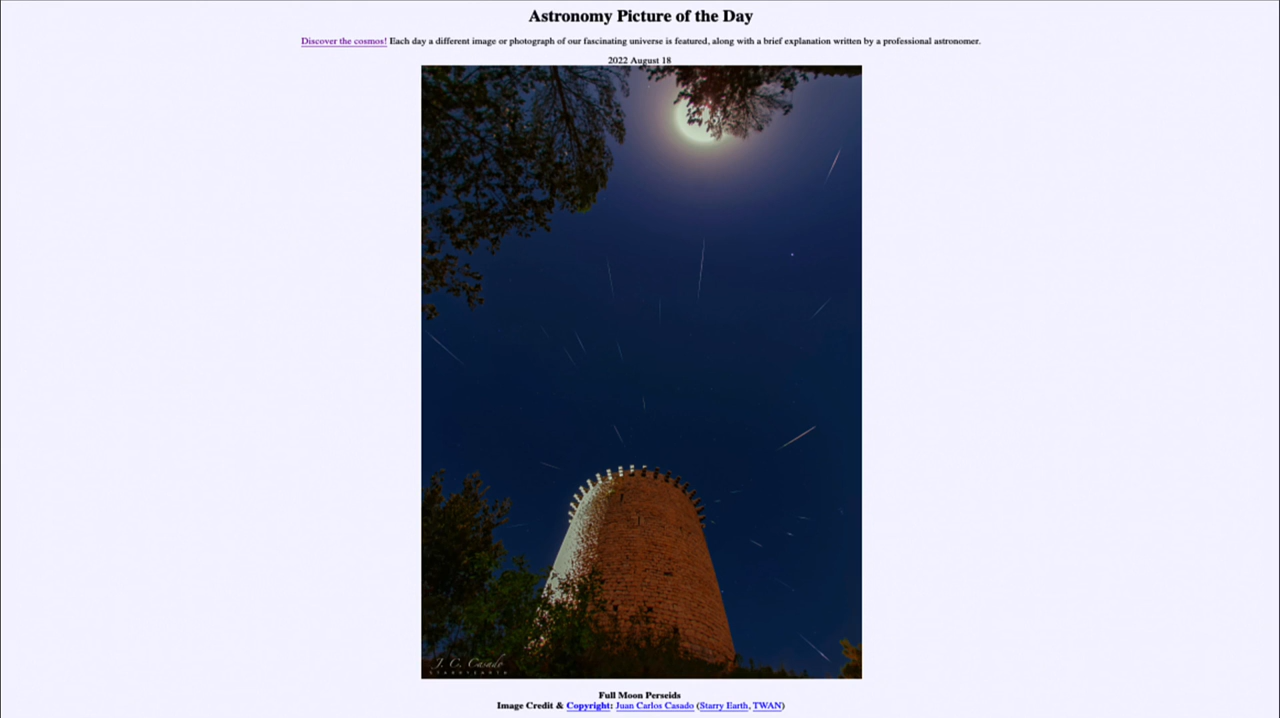 Astronomy Picture of the Day
Discover the cosmos! Each day a different image or photograph of our fascinating universe is featured, along with a brief explanation written by a professional astronomer.
2022 August 18
J. C. Casado
STARRYEARTH
Full Moon Perseids
Image Credit & Copyright: Juan Carlos Casado (Starry Earth, TWAN)